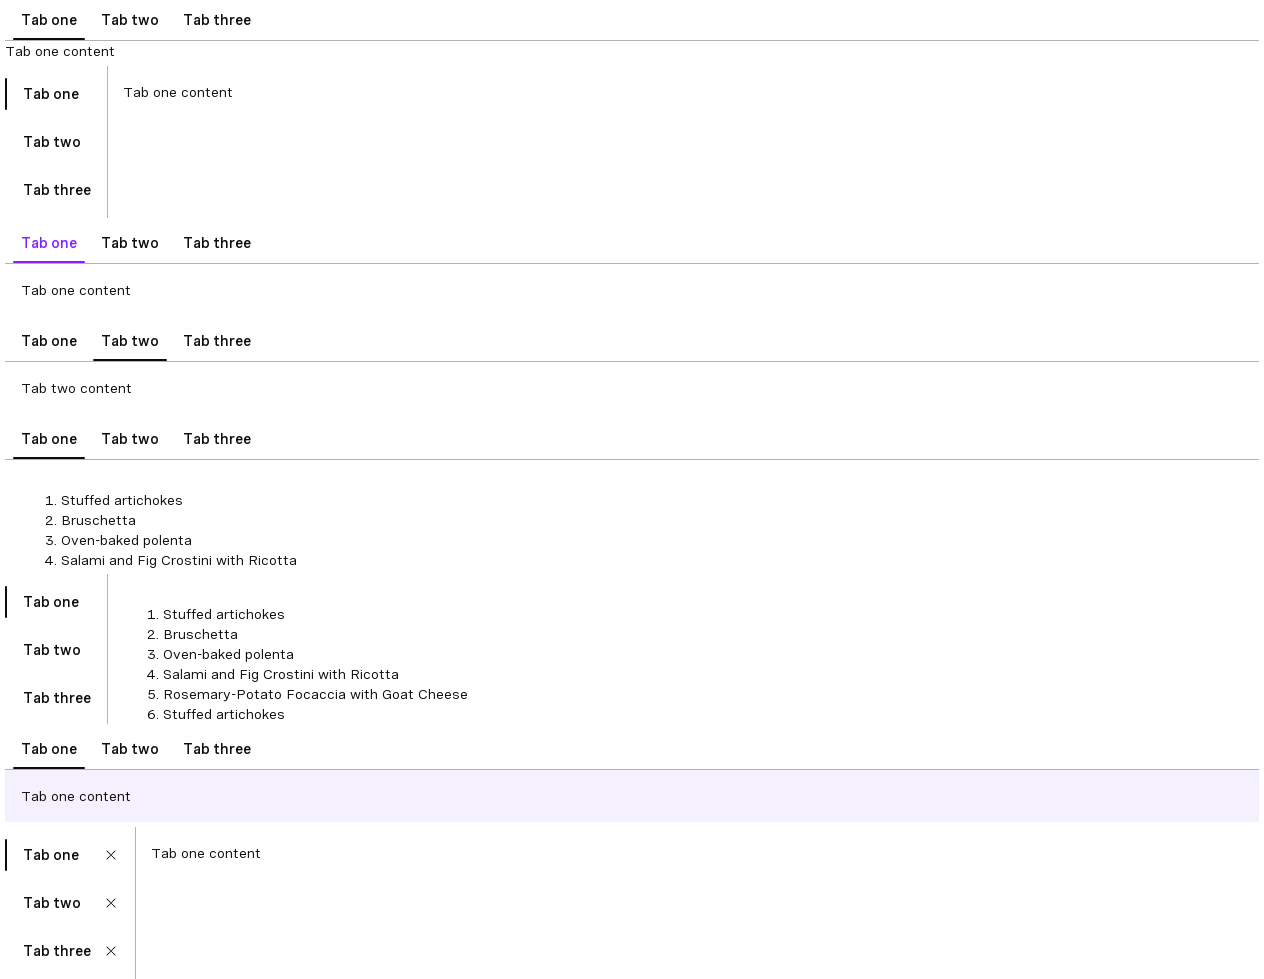 Tab one Tab two Tab three
Tab one content
Tab one
Tab one content
Tab two
Tab three
Tab one Tab two Tab three
Tab one content
Tab one Tab two Tab three
Tab two content
Tab one Tab two Tab three
1. Stuffed artichokes
2. Bruschetta
3. Oven-baked polenta
4. Salami and Fig Crostini with Ricotta
Tab one
Tab two
Tab three
1. Stuffed artichokes
2. Bruschetta
3. Oven-baked polenta
4. Salami and Fig Crostini with Ricotta
5. Rosemary-Potato Focaccia with Goat Cheese
6. Stuffed artichokes
Tab one Tab two Tab three
Tab one content
Tab one
Tab one content
Tab two
Tab three